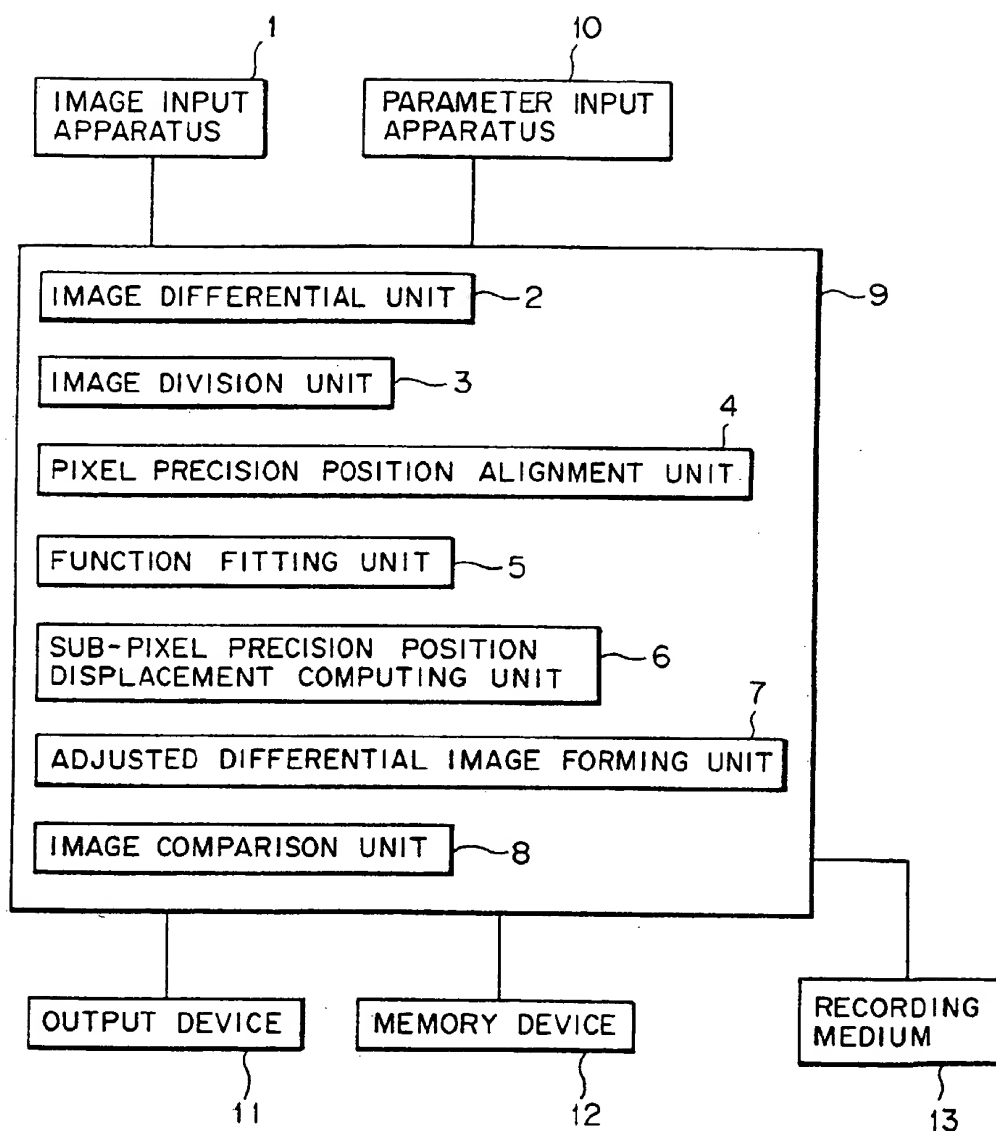 1
10
IMAGE INPUT
APPARATUS
PARAMETER INPUT
APPARATUS
IMAGE DIFFERENTIAL UNIT
2
9
IMAGE DIVISION UNIT
3
4
PIXEL PRECISION POSITION ALIGNMENT UNIT
FUNCTION FITTING UNIT
5
SUB-PIXEL PRECISION POSITION
DISPLACEMENT COMPUTING UNIT
6
7
ADJUSTED DIFFERENTIAL IMAGE FORMING UNIT
IMAGE COMPARISON UNIT
8
OUTPUT DEVICE
MEMORY DEVICE
RECORDING
MEDIUM
11
12
13